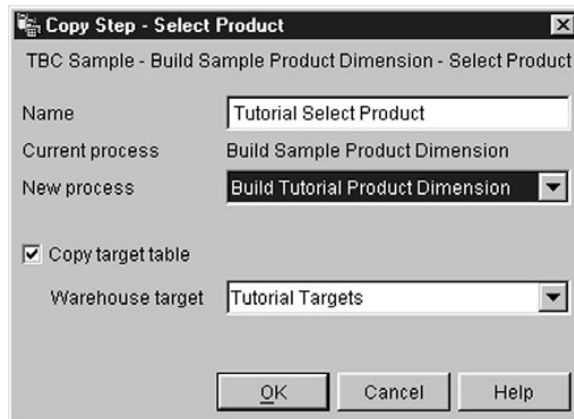 Copy Step - Select Product
TBC Sample - Build Sample Product Dimension - Select Product
Name Tutorial Select Product
Current process Build Sample Product Dimension
New process Build Tutorial Product Dimension
Copy target table
Warehouse target Tutorial Targets
OK Cancel Help